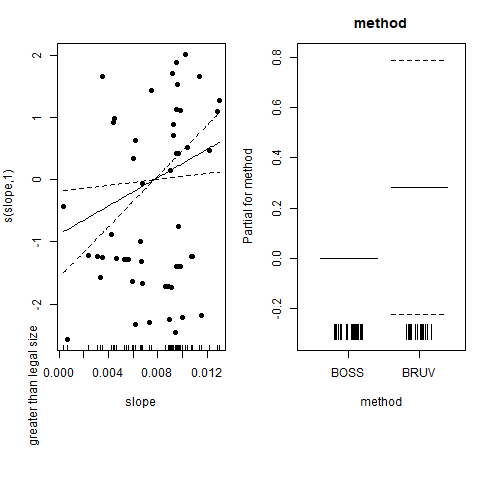 method
s(slope,1)
greater than legal size
2
1
0
-1
-2
0.000
0.004
0.008
0.012
slope
Partial for method
0.8
0.6
0.4
0.2
0.0
-0.2
BOSS
BRUV
method